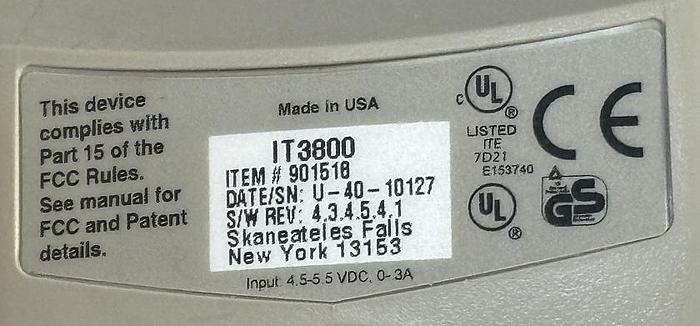 This device
complies with
Part 15 of the
FCC Rules.
See manual for
FCC and Patent
details.
Made in USA
IT3800
ITEM # 901518
DATE/SN: U-40-10127
S/W REV: 4.3.4.5.4.1
Skaneateles Falls
New York 13153
Input: 4.5-5.5 VDC, 0-.3A
c UL ®
LISTED
ITE
7D21
E153740
UL ®
CE
GS